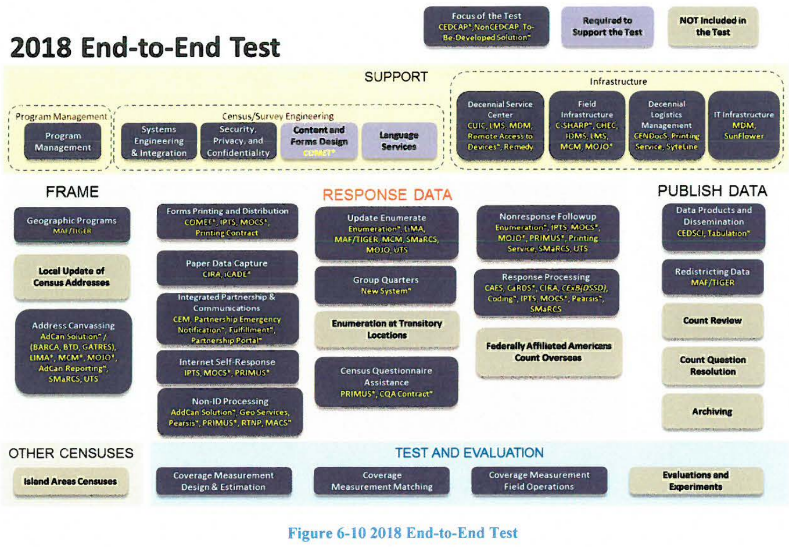 2018 End-to-End Test
Focus of the Test
CEDCAP*, NonCEDCAP, To-
Be-Developed Solution"
Required to
Support the Test
NOT Included in
the Test
SUPPORT
Infrastructure
Program Management
Program
Management
Census/Survey Engineering
Systems
Engineering
& Integration
Security,
Privacy, and
Confidentiality
Content and
Forms Design
COMET*
Language
Services
Decennial Service
Center
CUIC, LMS, MDM,
Remote Access to
Devices", Remedy
Field
Infrastructure
C-SHARP*, CHEC,
IDMS, LMS,
MCM, MOJO*
Decennial
Logistics
Management
CENDocS, Printing
Service, Syteline
IT Infrastructure
MDM,
SunFlower
FRAME
Geographic Programs
MAF/TIGER
Local Update of
Census Addresses
Address Canvassing
AdCan Solution"/
(BARCA, BTD, GATRES),
LIMA*, MCM*, MOJO*,
AdCan Reporting",
SMaRCS, UTS
RESPONSE DATA
Forms Printing and Distribution
COMET*, IPTS, MOCS*,
Printing Contract
Paper Data Capture
CIRA, iCADE*
Integrated Partnership &
Communications
CEM, Partnership Emergency
Notification", Fulfillment",
Partnership Portal"
Internet Self-Response
IPTS, MOCS*, PRIMUS*
Non-ID Processing
AddCan Solution", Geo Services,
Pearsis", PRIMUS*, RTNP, MACS"
Update Enumerate
Enumeration", LiMA,
MAF/TIGER, MCM, SMaRCS,
MOJO, UTS
Group Quarters
New System"
Enumeration at Transitory
Locations
Census Questionnaire
Assistance
PRIMUS*, CQA Contract"
Nonresponse Followup
Enumeration", IPTS, MOCS*,
MOJO*, PRIMUS*, Printing
Service, SMaRCS, UTS
Response Processing
CAES, CaRDS*, CIRA, CExB(DSSD),
Coding", IPTS, MOCS*, Pearsis",
SMaRCS
Federally Affiliated Americans
Count Overseas
PUBLISH DATA
Data Products and
Dissemination
CEDSCI, Tabulation"
Redistricting Data
MAF/TIGER
Count Review
Count Question
Resolution
Archiving
OTHER CENSUSES
Island Areas Censuses
TEST AND EVALUATION
Coverage Measurement
Design & Estimation
Coverage
Measurement Matching
Coverage Measurement
Field Operations
Evaluations and
Experiments
Figure 6-10 2018 End-to-End Test